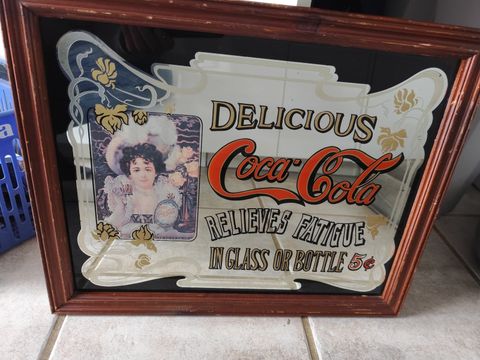 DELICIOUS
Coca-Cola
RELIEVES FATIGUE
IN GLASS OR BOTTLE 5¢